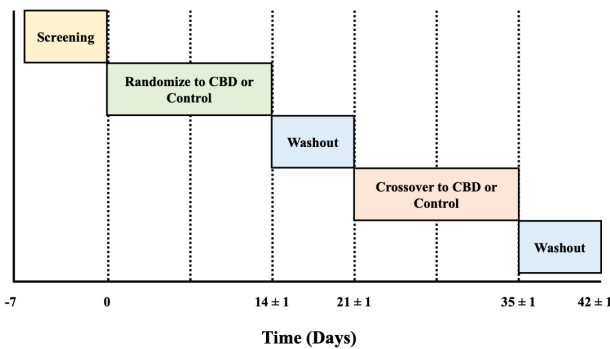 Screening
Randomize to CBD or
Control
Washout
Crossover to CBD or
Control
Washout
-7 0 14 ± 1 21 ± 1 35 ± 1 42 ± 1
Time (Days)